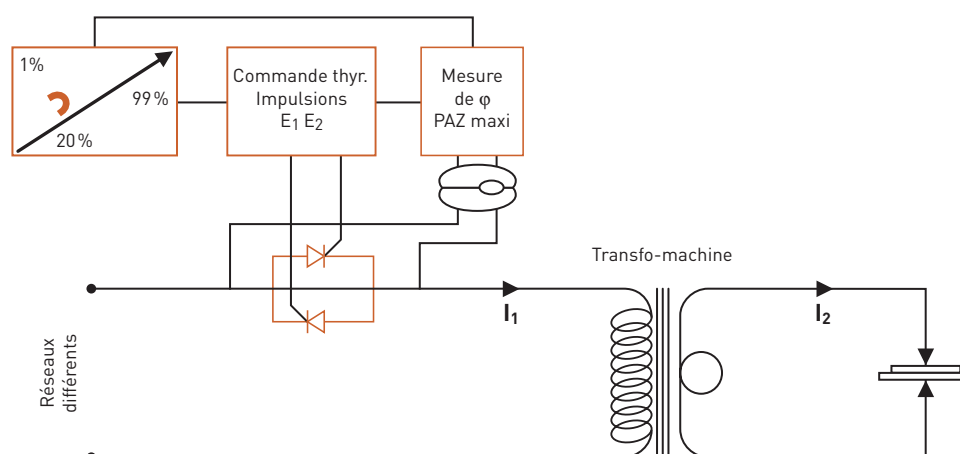 1%
99%
20%
Commande thyr.
Impulsions
E1 E2
Mesure
de φ
PAZ maxi
Transfo-machine
I1
I2
Réseaux
différents